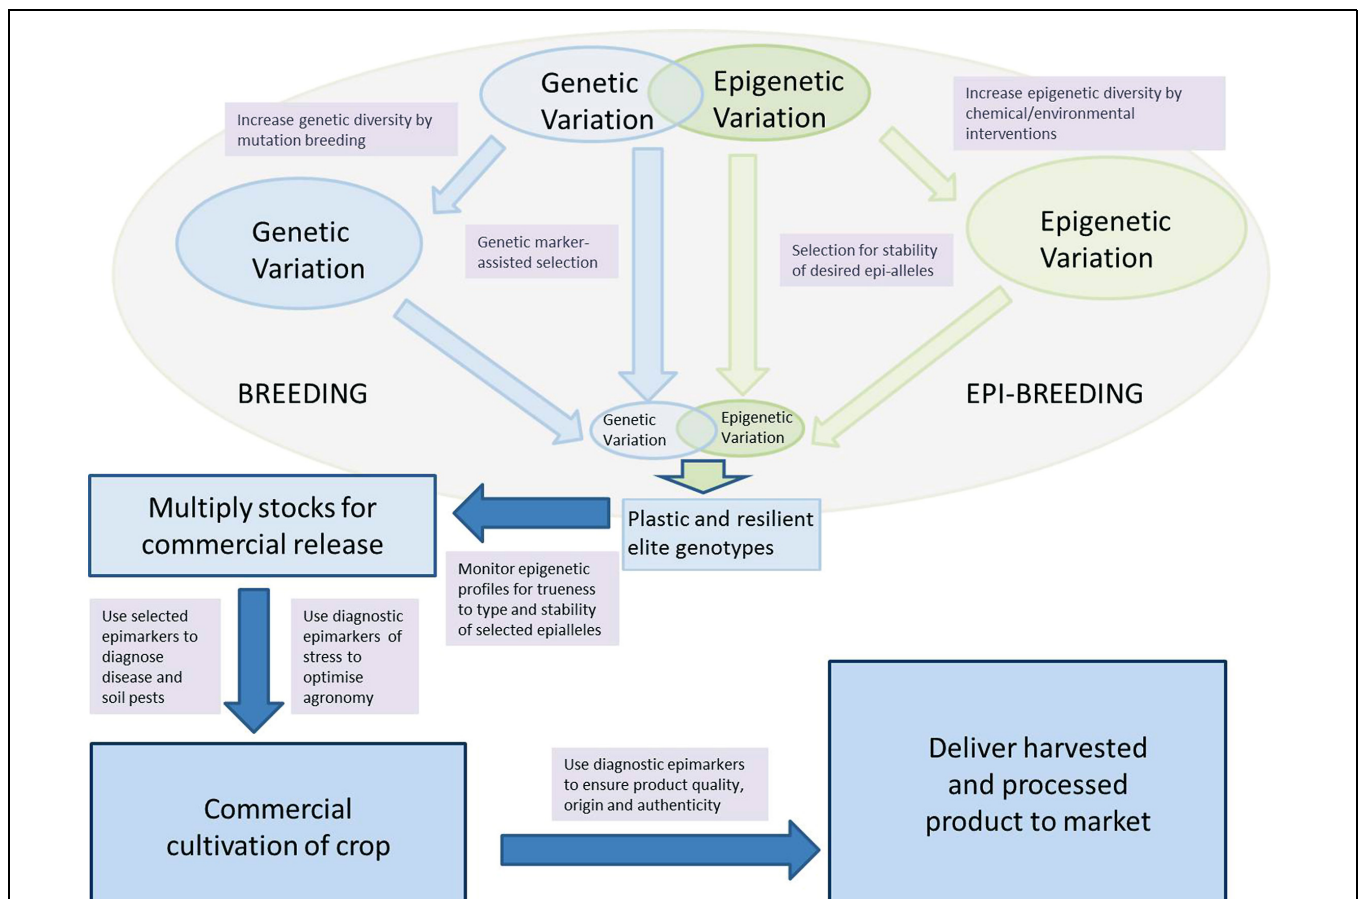 Genetic
Variation
Epigenetic
Variation
Increase genetic diversity by
mutation breeding
Increase epigenetic diversity by
chemical/environmental
interventions
Genetic
Variation
Genetic marker-
assisted selection
Selection for stability
of desired epi-alleles
Epigenetic
Variation
BREEDING
EPI-BREEDING
Genetic
Variation
Epigenetic
Variation
Multiply stocks for
commercial release
Plastic and resilient
elite genotypes
Monitor epigenetic
profiles for trueness
to type and stability
of selected epialleles
Use selected
epimarkers to
diagnose
disease and
soil pests
Use diagnostic
epimarkers of
stress to
optimise
agronomy
Commercial
cultivation of crop
Use diagnostic epimarkers
to ensure product quality,
origin and authenticity
Deliver harvested
and processed
product to market